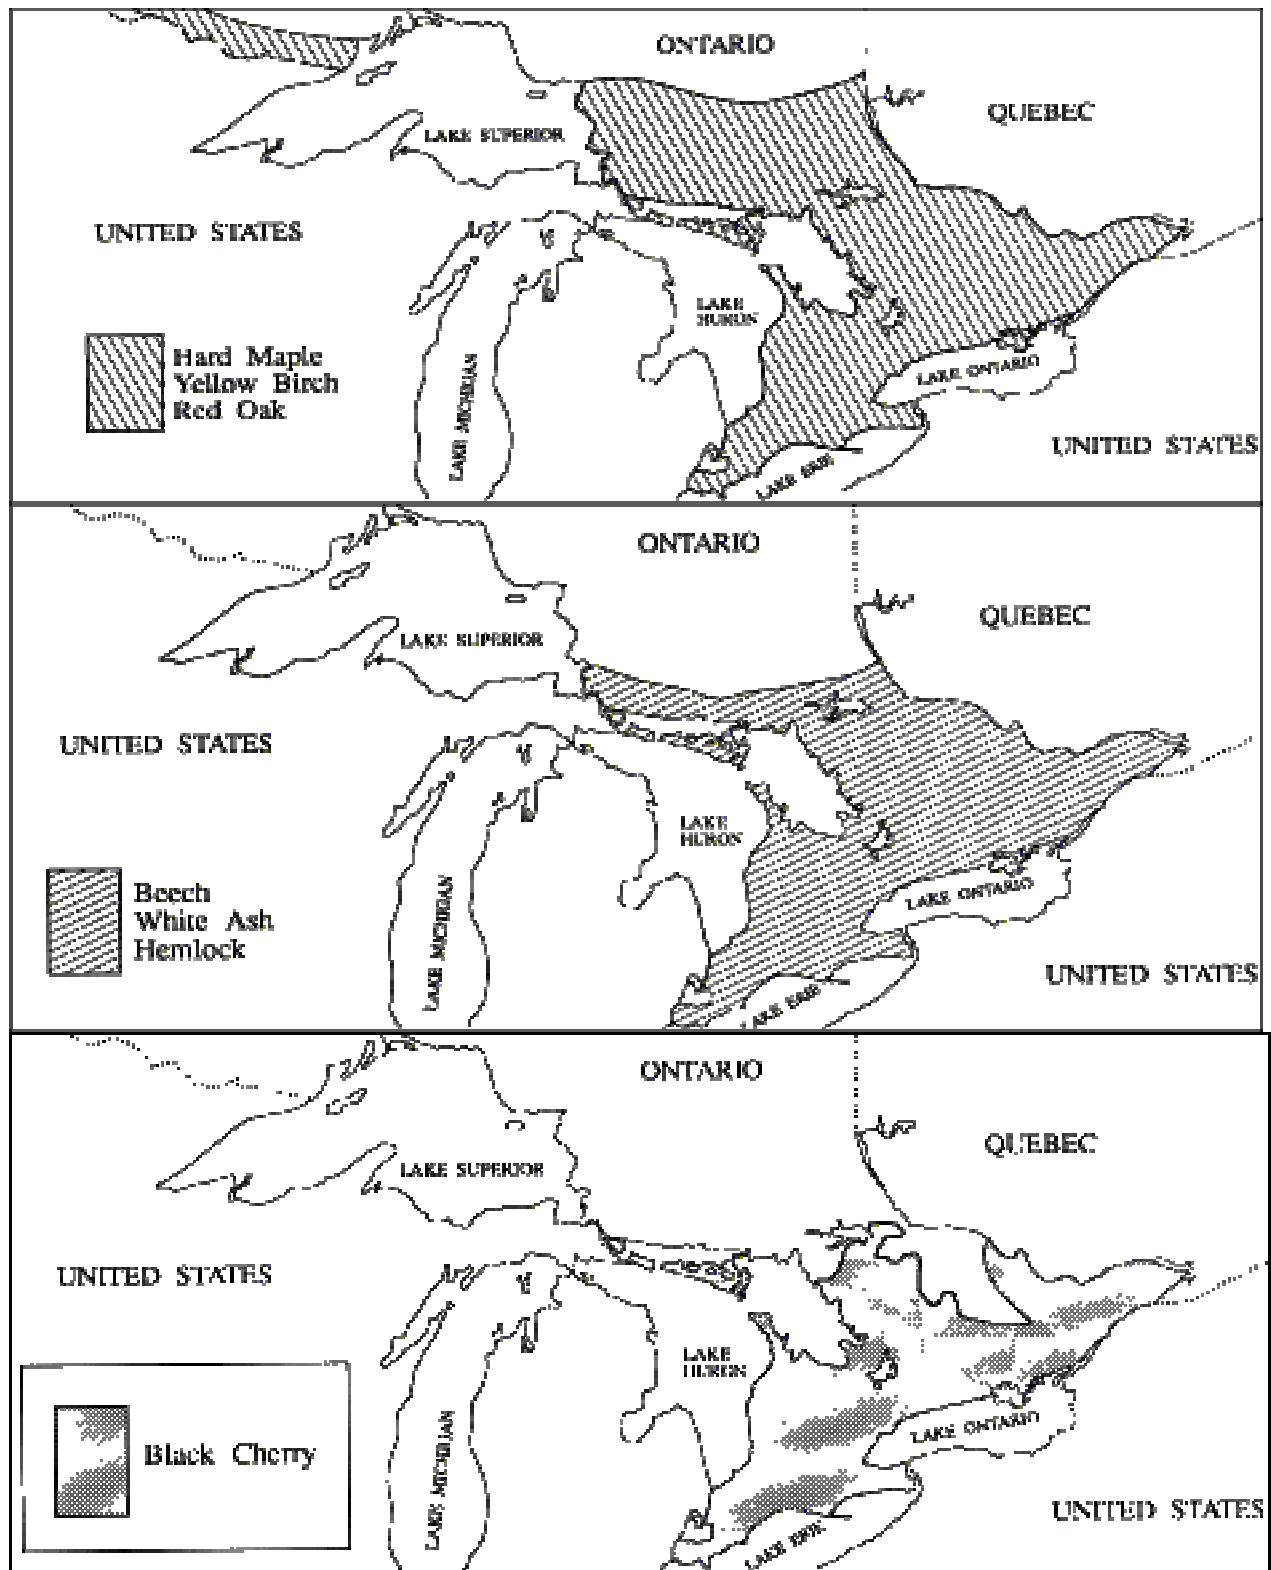 ONTARIO
QUEBEC
LAKE SUPERIOR
UNITED STATES
LAKE
HURON
Hard Maple
Yellow Birch
Red Oak
LAKE MICHIGAN
LAKE ONTARIO
UNITED STATES
LAKE ERIE
ONTARIO
QUEBEC
LAKE SUPERIOR
UNITED STATES
LAKE
HURON
Beech
White Ash
Hemlock
LAKE MICHIGAN
LAKE ONTARIO
UNITED STATES
LAKE ERIE
ONTARIO
QUEBEC
LAKE SUPERIOR
UNITED STATES
LAKE
HURON
Black Cherry
LAKE MICHIGAN
LAKE ONTARIO
UNITED STATES
LAKE ERIE